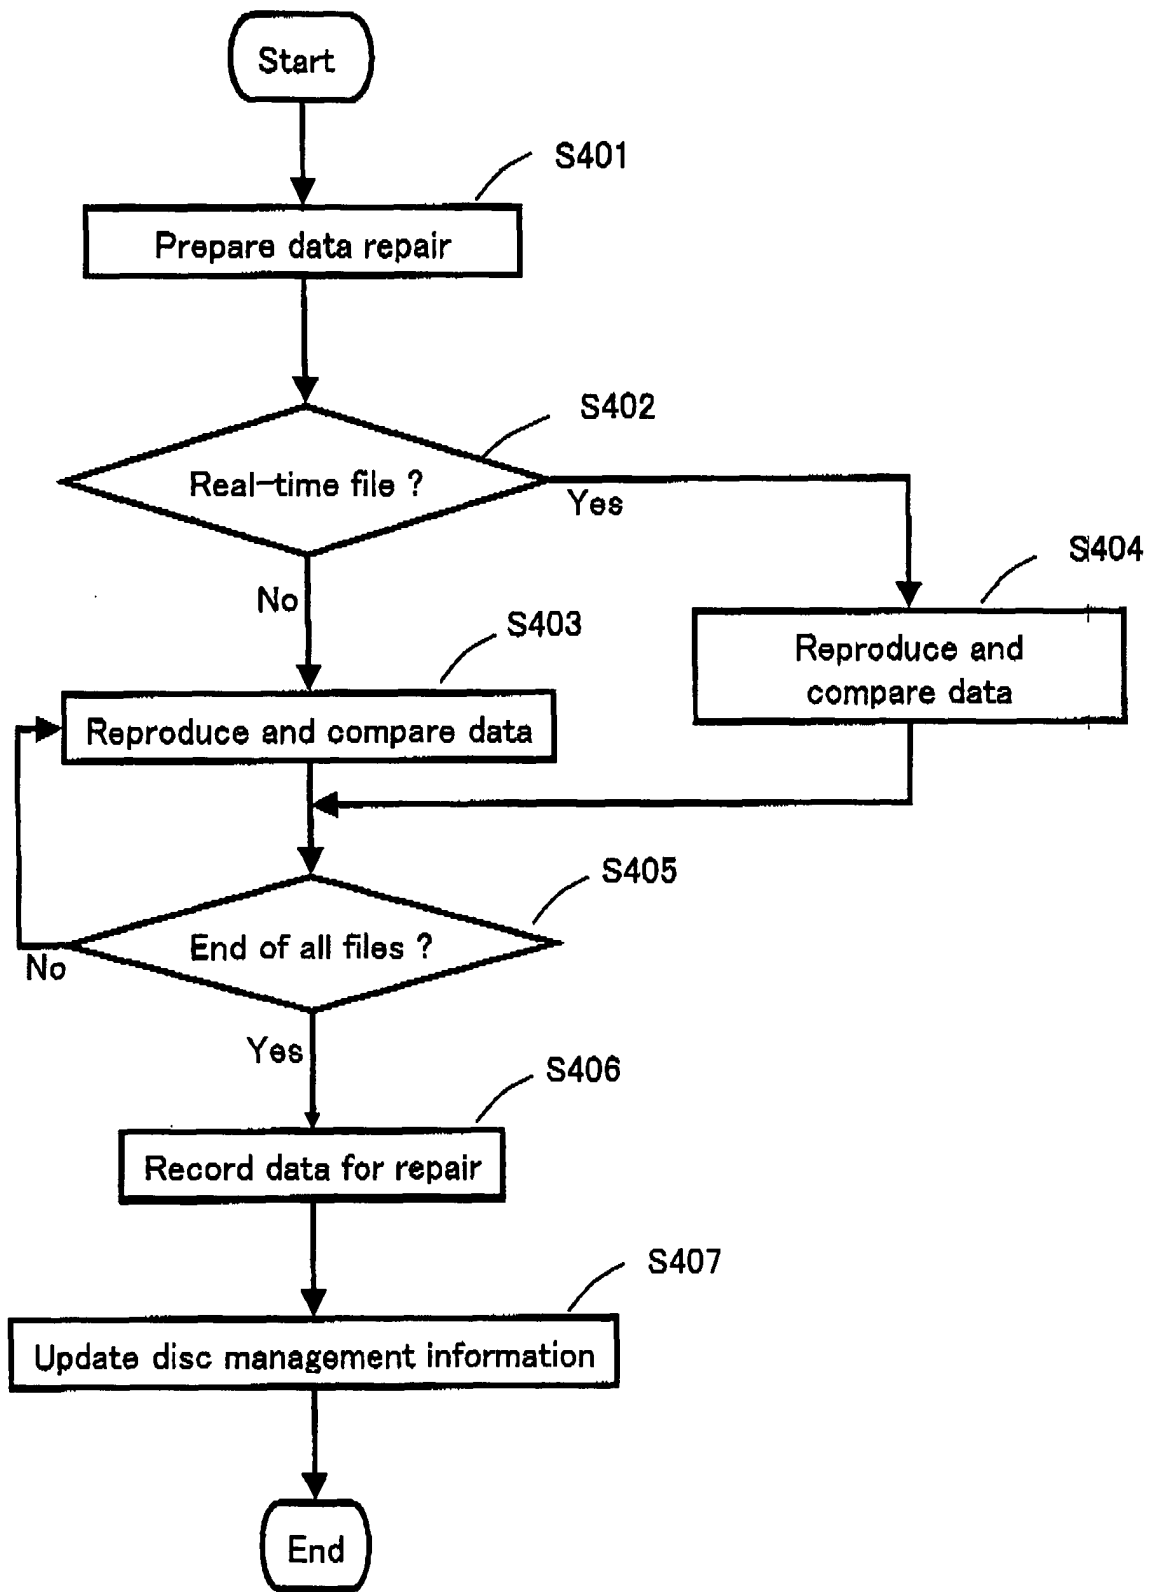 Start
S401
Prepare data repair
S402
Real-time file ?
Yes
No
S403
S404
Reproduce and compare data
Reproduce and
compare data
S405
End of all files ?
No
Yes
S406
Record data for repair
S407
Update disc management information
End